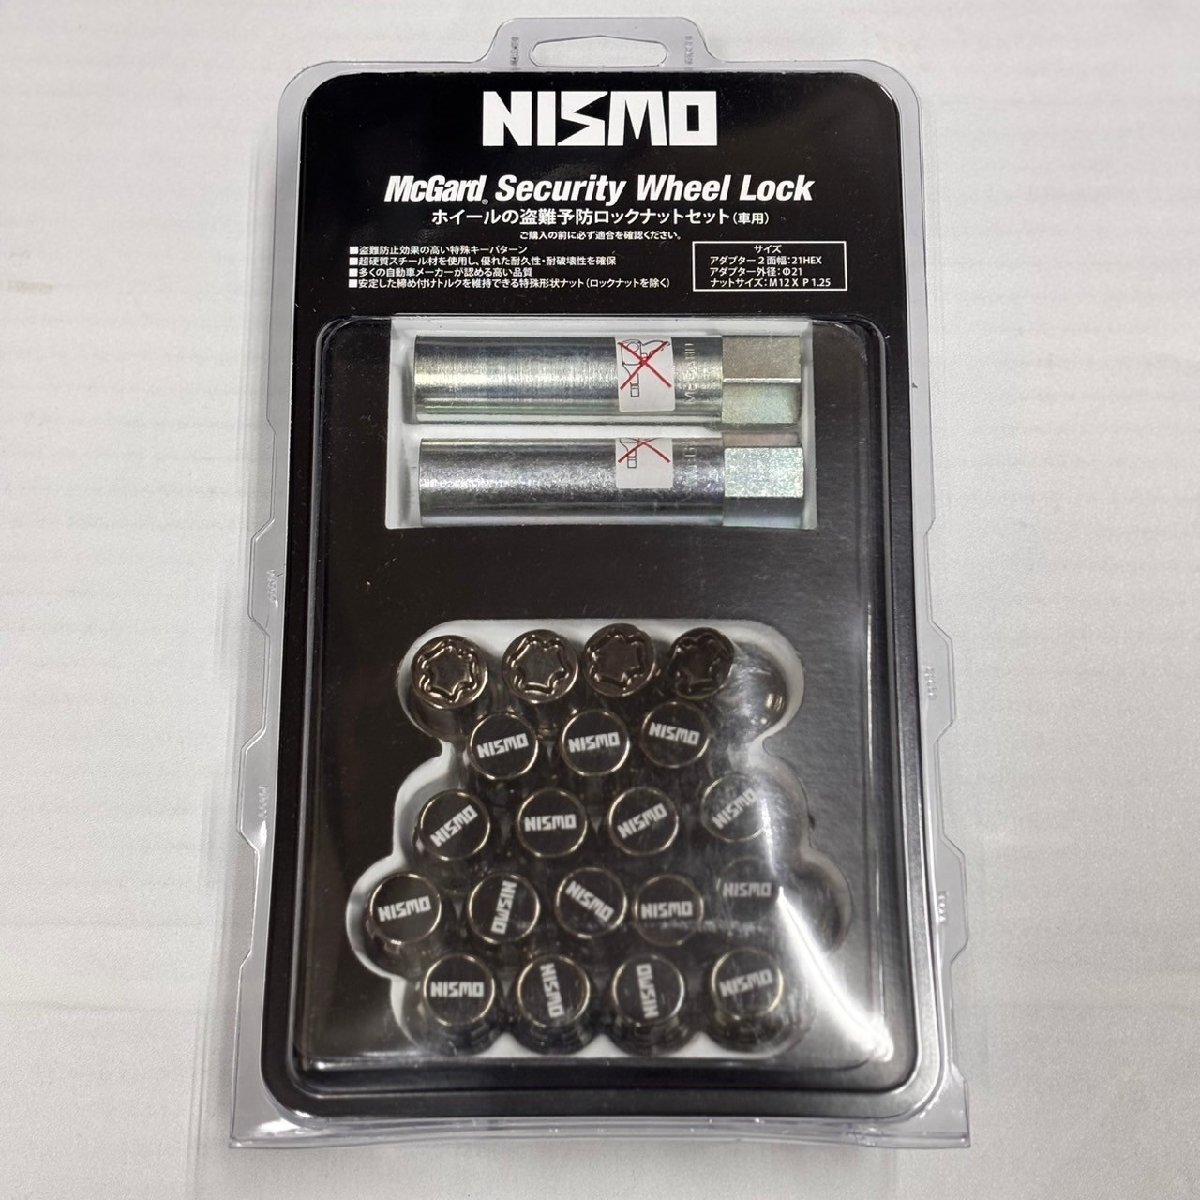 NISMO
McGard® Security Wheel Lock
ホイールの盗難予防ロックナットセット(車用)
ご購入の前に必ず適合を確認ください。
■盗難防止効果の高い特殊キーパターン
■超硬質スチール材を使用し、優れた耐久性・耐破壊性を確保
■多くの自動車メーカーが認める高い品質
■安定した締め付けトルクを維持できる特殊形状ナット(ロックナットを除く)
サイズ
アダプター2面幅:21HEX
アダプター外径:Φ21
ナットサイズ:M12 X P 1.25
McGARD
McG
NISMO NISMO NISMO
NISMO NISMO NISMO NISMO
NISMO NISMO NISMO NISMO NISMO
NISMO NISMO NISMO NISMO